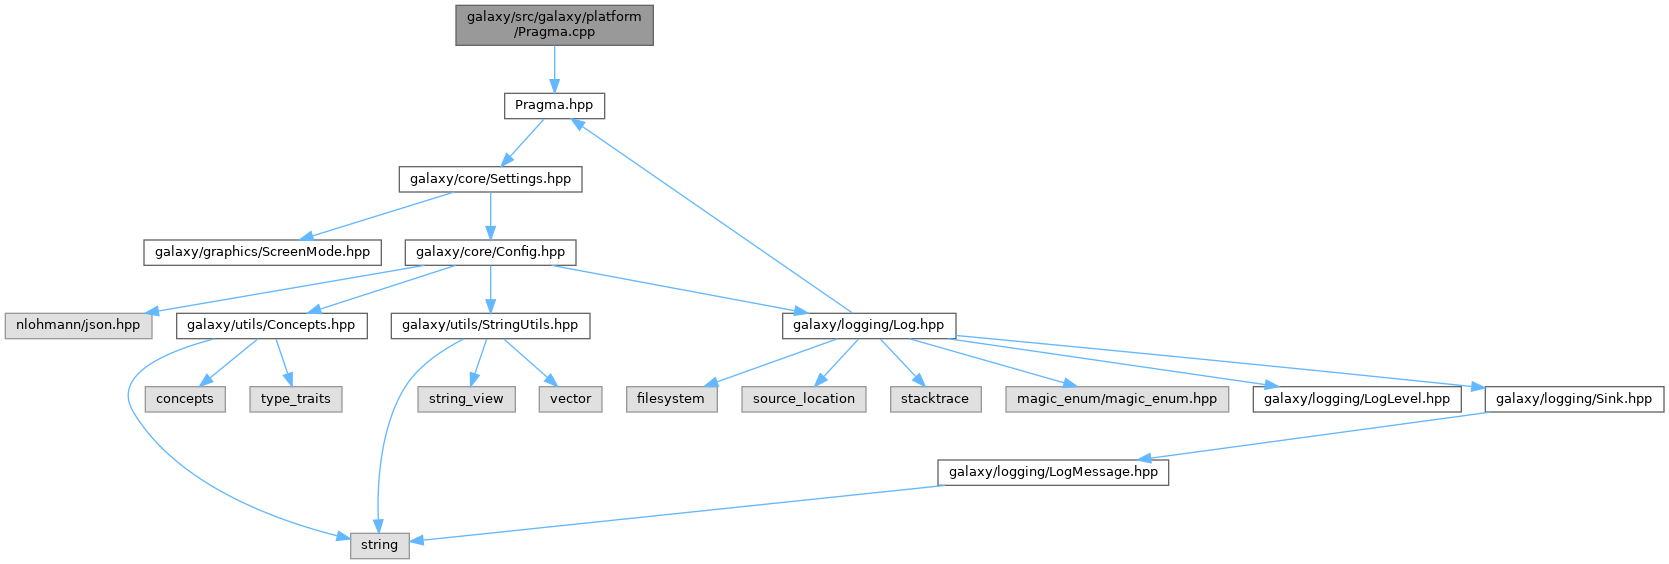 galaxy/src/galaxy/platform
/Pragma.cpp
Pragma.hpp
galaxy/core/Settings.hpp
galaxy/graphics/ScreenMode.hpp
galaxy/core/Config.hpp
nlohmann/json.hpp
galaxy/utils/Concepts.hpp
galaxy/utils/StringUtils.hpp
galaxy/logging/Log.hpp
concepts
type_traits
string_view
vector
filesystem
source_location
stacktrace
magic_enum/magic_enum.hpp
galaxy/logging/LogLevel.hpp
galaxy/logging/Sink.hpp
galaxy/logging/LogMessage.hpp
string